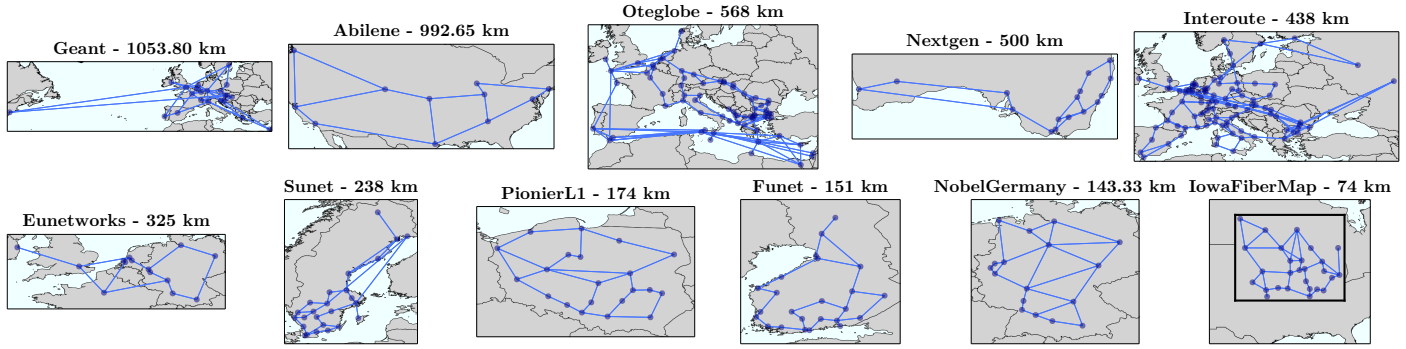 Geant - 1053.80 km
Abilene - 992.65 km
Oteglobe - 568 km
Nextgen - 500 km
Interoute - 438 km
Eunetworks - 325 km
Sunet - 238 km
PionierL1 - 174 km
Funet - 151 km
NobelGermany - 143.33 km
IowaFiberMap - 74 km